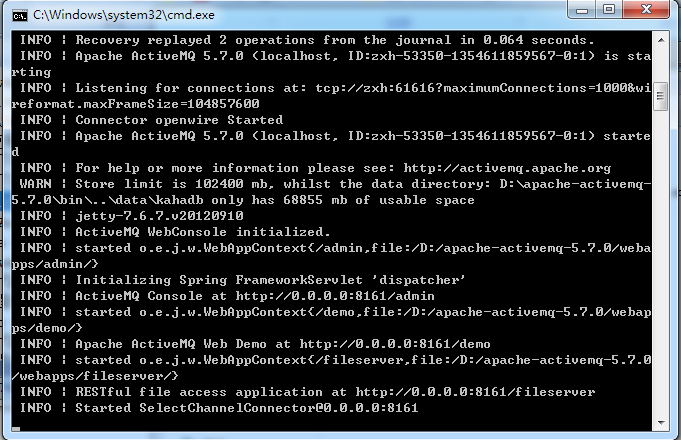 C:\Windows\system32\cmd.exe
INFO | Recovery replayed 2 operations from the journal in 0.064 seconds.
INFO | Apache ActiveMQ 5.7.0 (localhost, ID:zxh-53350-1354611859567-0:1) is sta
rting
INFO | Listening for connections at: tcp://zxh:61616?maximumConnections=1000&wi
reformat.maxFrameSize=104857600
INFO | Connector openwire Started
INFO | Apache ActiveMQ 5.7.0 (localhost, ID:zxh-53350-1354611859567-0:1) starte
d
INFO | For help or more information please see: http://activemq.apache.org
WARN | Store limit is 102400 mb, whilst the data directory: D:\apache-activemq-
5.7.0\bin\..\data\kahadb only has 68855 mb of usable space
INFO | jetty-7.6.7.v20120910
INFO | ActiveMQ WebConsole initialized.
INFO | started o.e.j.w.WebAppContext{/admin,file:/D:/apache-activemq-5.7.0/weba
pps/admin/}
INFO | Initializing Spring FrameworkServlet 'dispatcher'
INFO | ActiveMQ Console at http://0.0.0.0:8161/admin
INFO | started o.e.j.w.WebAppContext{/demo,file:/D:/apache-activemq-5.7.0/webap
ps/demo/}
INFO | Apache ActiveMQ Web Demo at http://0.0.0.0:8161/demo
INFO | started o.e.j.w.WebAppContext{/fileserver,file:/D:/apache-activemq-5.7.0
/webapps/fileserver/}
INFO | RESTful file access application at http://0.0.0.0:8161/fileserver
INFO | Started SelectChannelConnector@0.0.0.0:8161